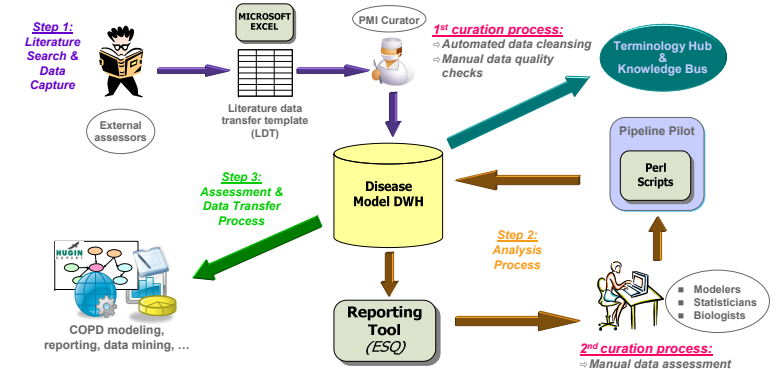 Step 1:
Literature
Search &
Data
Capture
External
assessors
MICROSOFT
EXCEL
Literature data
transfer template
(LDT)
PMI Curator
1st curation process:
⇨Automated data cleansing
⇨Manual data quality
checks
Terminology Hub
&
Knowledge Bus
Pipeline Pilot
Perl
Scripts
Disease
Model DWH
Step 3:
Assessment &
Data Transfer
Process
Step 2:
Analysis
Process
HUGIN
EXPERT
COPD modeling,
reporting, data mining, ...
Reporting
Tool
(ESQ)
■ Modelers
■ Statisticians
■ Biologists
2nd curation process:
⇨Manual data assessment